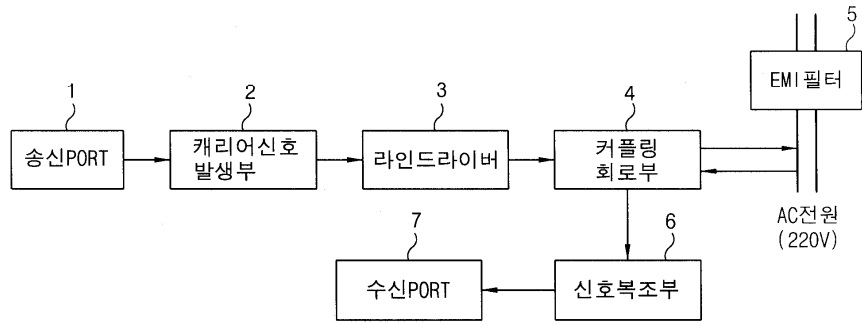 5
EMI필터
1
2
3
4
송신PORT
캐리어신호
발생부
라인드라이버
커플링
회로부
AC전원
(220V)
7
6
수신PORT
신호복조부